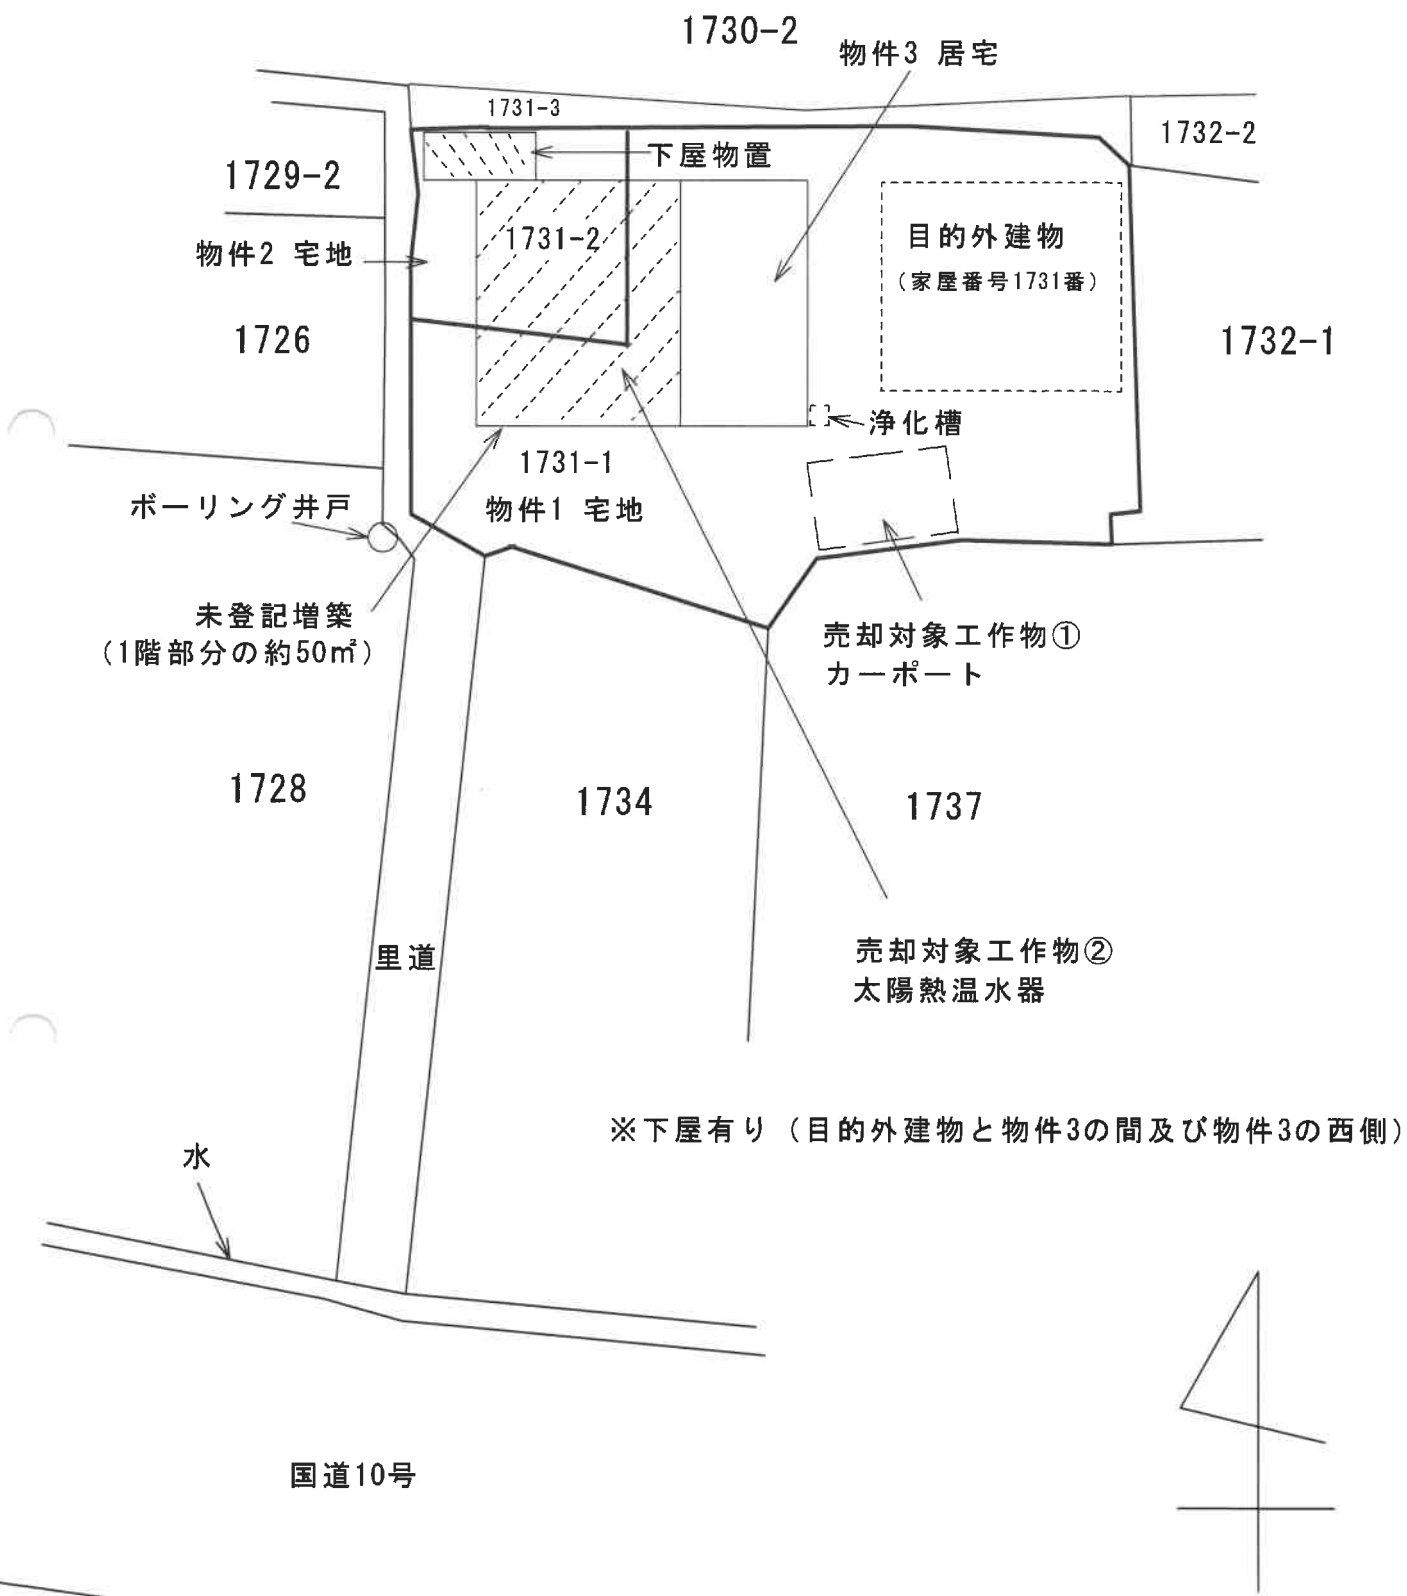 1730-2
物件3 居宅
1731-3
1732-2
下屋物置
1729-2
1731-2
目的外建物
物件2 宅地
(家屋番号1731番)
1726
1732-1
浄化槽
1731-1
ボーリング井戸
物件1 宅地
未登記増築
(1階部分の約50㎡)
売却対象工作物①
カーポート
1728
1734
1737
里道
売却対象工作物②
太陽熱温水器
※下屋有り(目的外建物と物件3の間及び物件3の西側)
水
国道10号